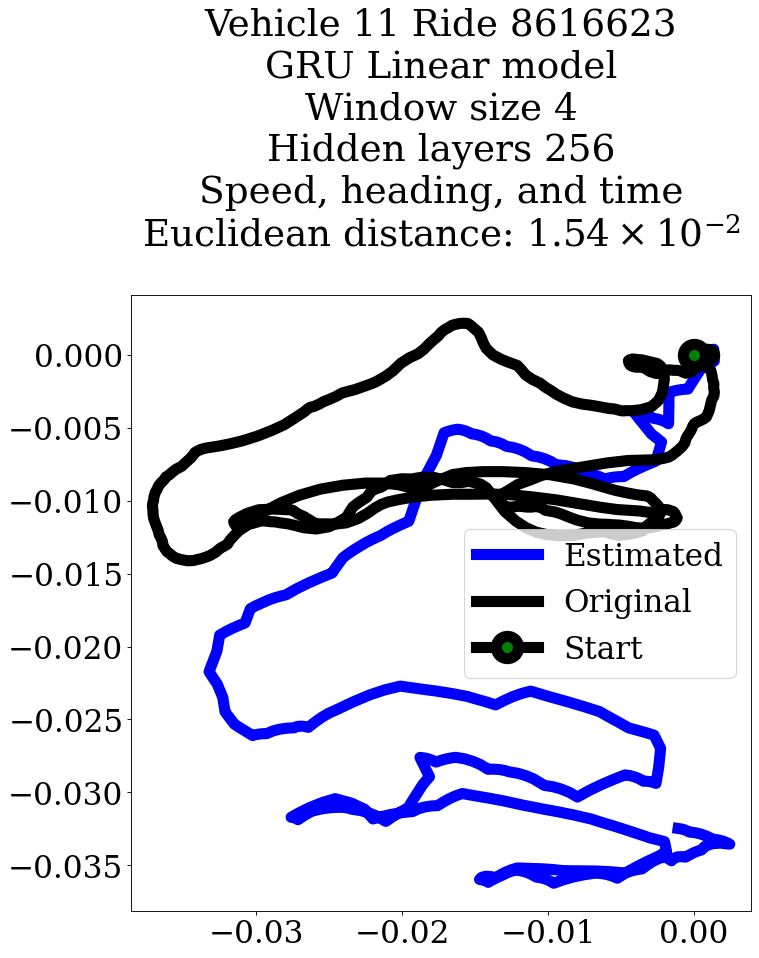 Vehicle 11 Ride 8616623
GRU Linear model
Window size 4
Hidden layers 256
Speed, heading, and time
Euclidean distance: 1.54 × 10⁻²
0.000
−0.005
−0.010
−0.015
−0.020
−0.025
−0.030
−0.035
Estimated
Original
Start
−0.03 −0.02 −0.01 0.00